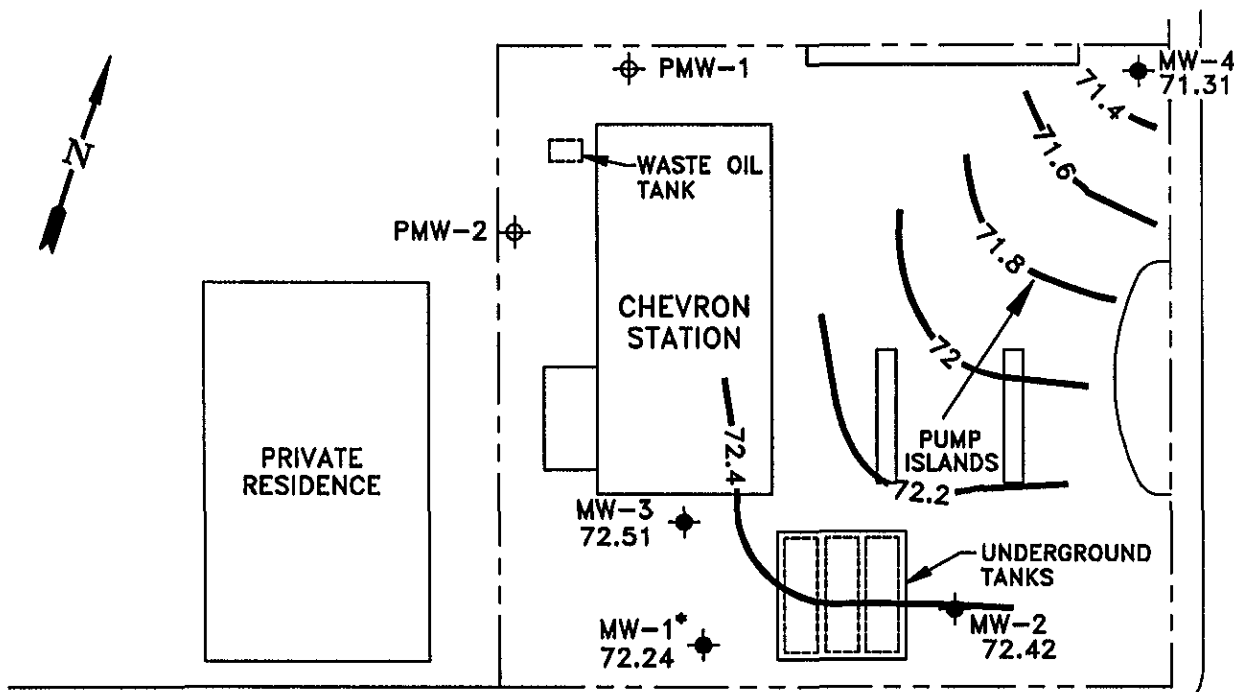 PMW-1
MW-4
71.31
71.4
N
71.6
WASTE OIL
TANK
PMW-2
71.8
CHEVRON
STATION
72
PUMP
ISLANDS
72.4
PRIVATE
RESIDENCE
72.2
MW-3
72.51
UNDERGROUND
TANKS
MW-1*
72.24
MW-2
72.42